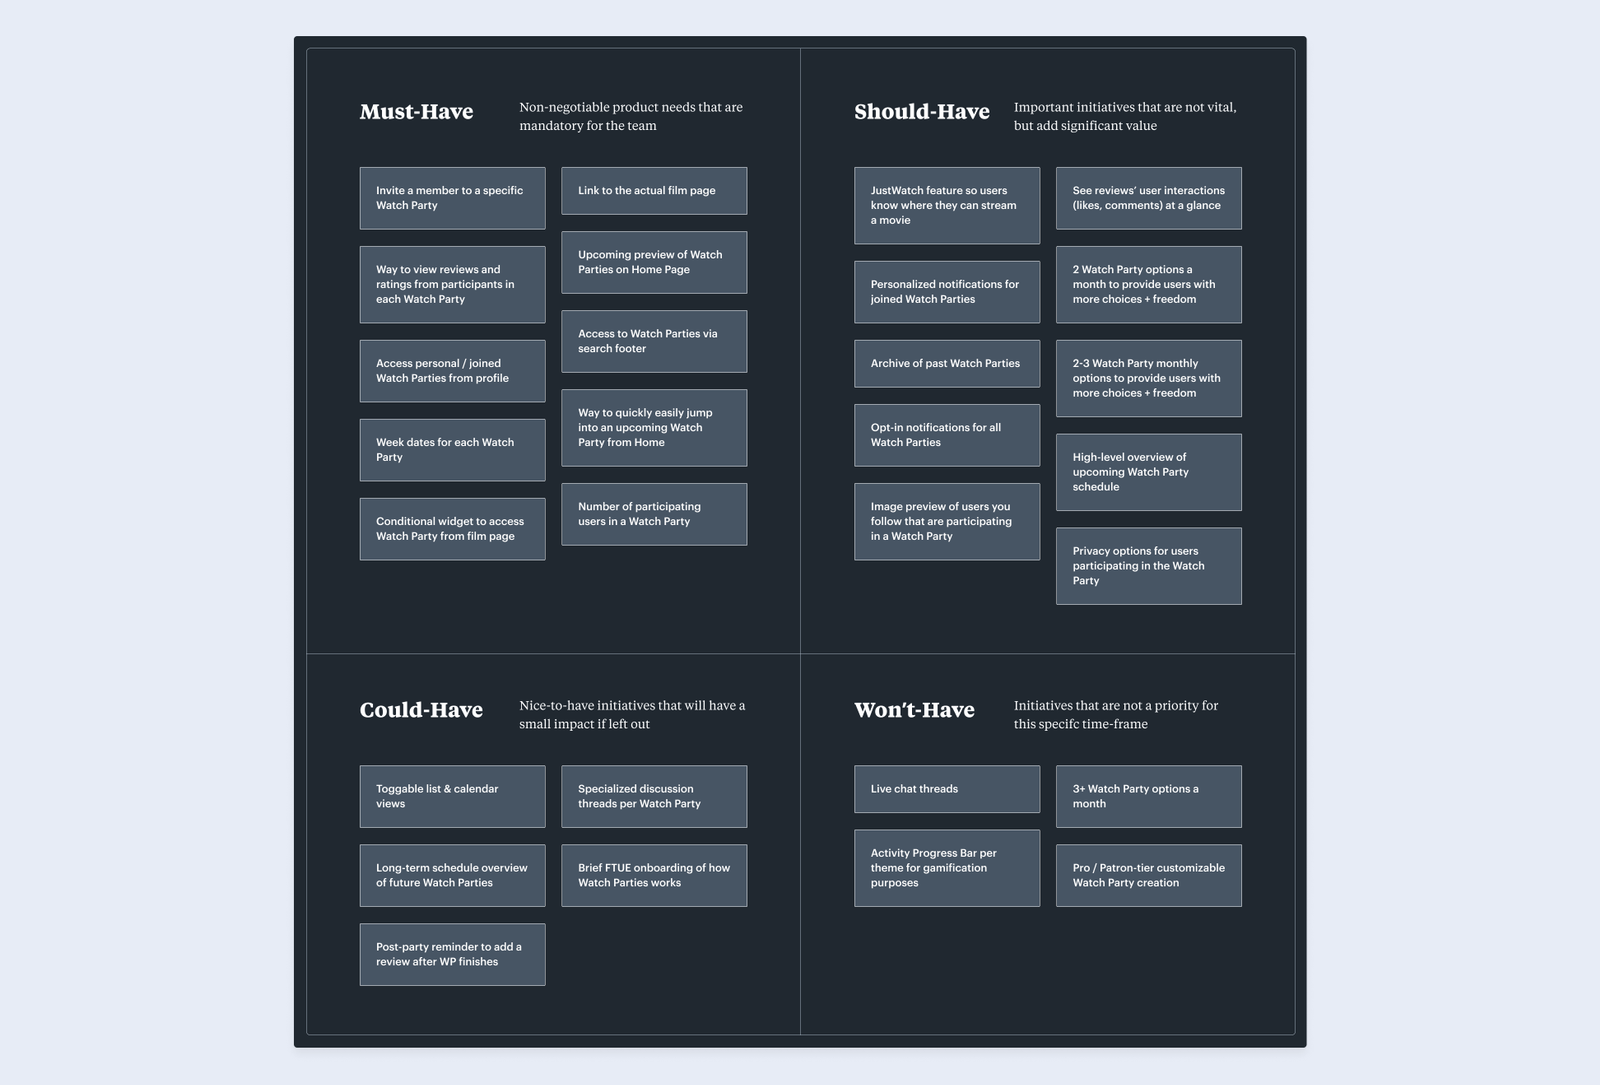 Must-Have
Non-negotiable product needs that are
mandatory for the team
Invite a member to a specific
Watch Party
Way to view reviews and
ratings from participants in
each Watch Party
Access personal / joined
Watch Parties from profile
Week dates for each Watch
Party
Conditional widget to access
Watch Party from film page
Link to the actual film page
Upcoming preview of Watch
Parties on Home Page
Access to Watch Parties via
search footer
Way to quickly easily jump
into an upcoming Watch
Party from Home
Number of participating
users in a Watch Party
Should-Have
Important initiatives that are not vital,
but add significant value
JustWatch feature so users
know where they can stream
a movie
Personalized notifications for
joined Watch Parties
Archive of past Watch Parties
Opt-in notifications for all
Watch Parties
Image preview of users you
follow that are participating
in a Watch Party
See reviews’ user interactions
(likes, comments) at a glance
2 Watch Party options a
month to provide users with
more choices + freedom
2-3 Watch Party monthly
options to provide users with
more choices + freedom
High-level overview of
upcoming Watch Party
schedule
Privacy options for users
participating in the Watch
Party
Could-Have
Nice-to-have initiatives that will have a
small impact if left out
Toggable list & calendar
views
Long-term schedule overview
of future Watch Parties
Post-party reminder to add a
review after WP finishes
Specialized discussion
threads per Watch Party
Brief FTUE onboarding of how
Watch Parties works
Won't-Have
Initiatives that are not a priority for
this specifc time-frame
Live chat threads
Activity Progress Bar per
theme for gamification
purposes
3+ Watch Party options a
month
Pro / Patron-tier customizable
Watch Party creation